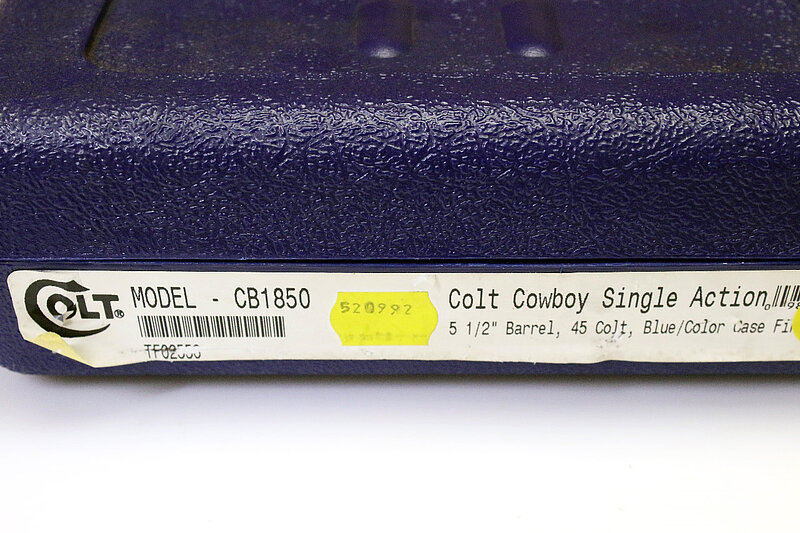 COLT®
MODEL - CB1850
520992
Colt Cowboy Single Action
5 1/2" Barrel, 45 Colt, Blue/Color Case